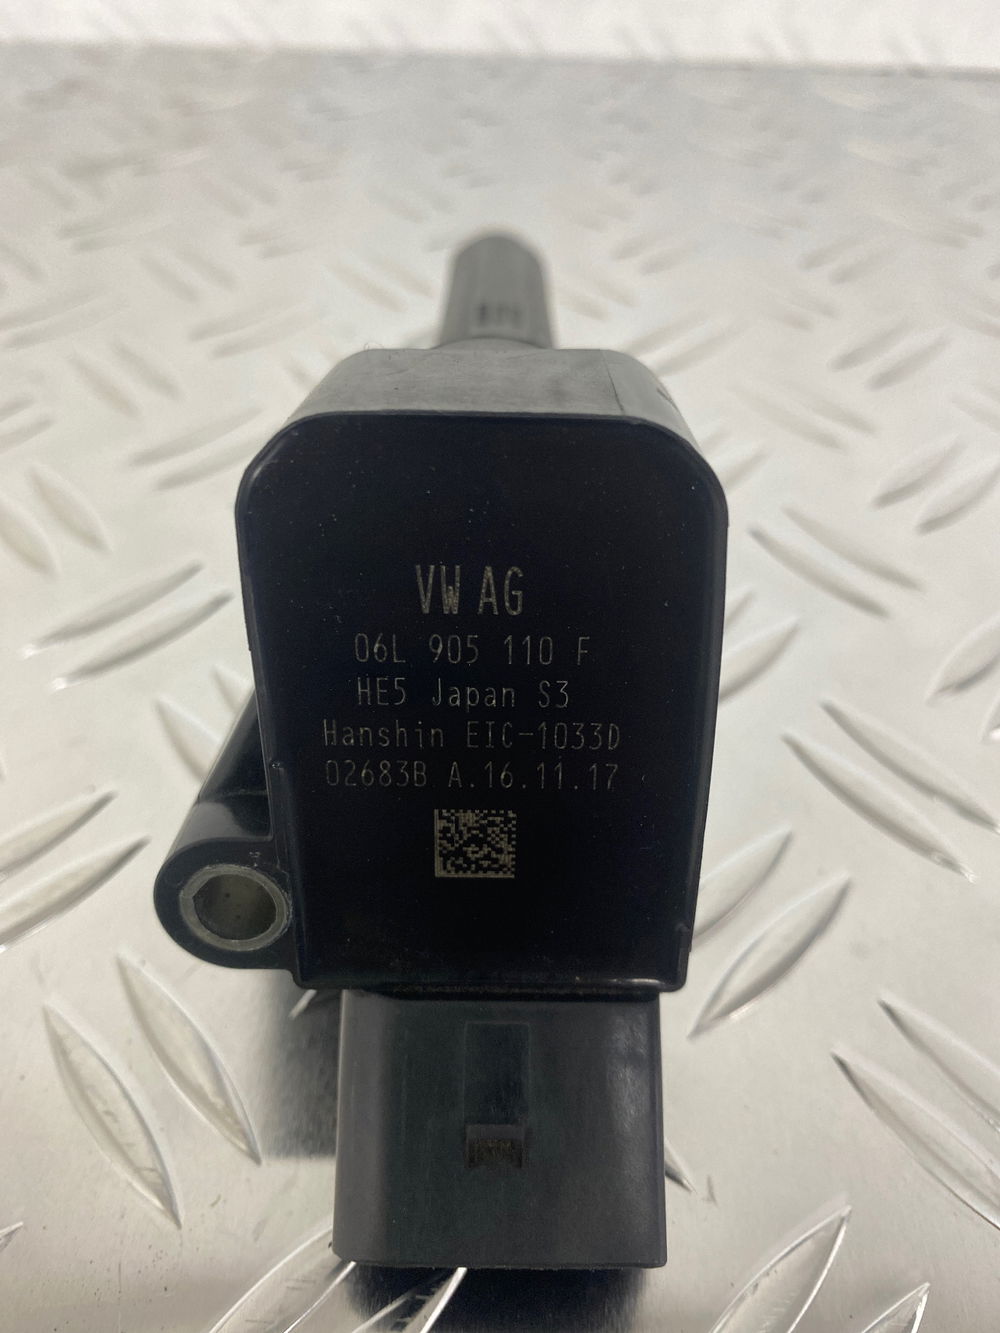 VW AG
06L 905 110 F
HE5 Japan S3
Hanshin EIC-1033D
02683B A.16.11.17